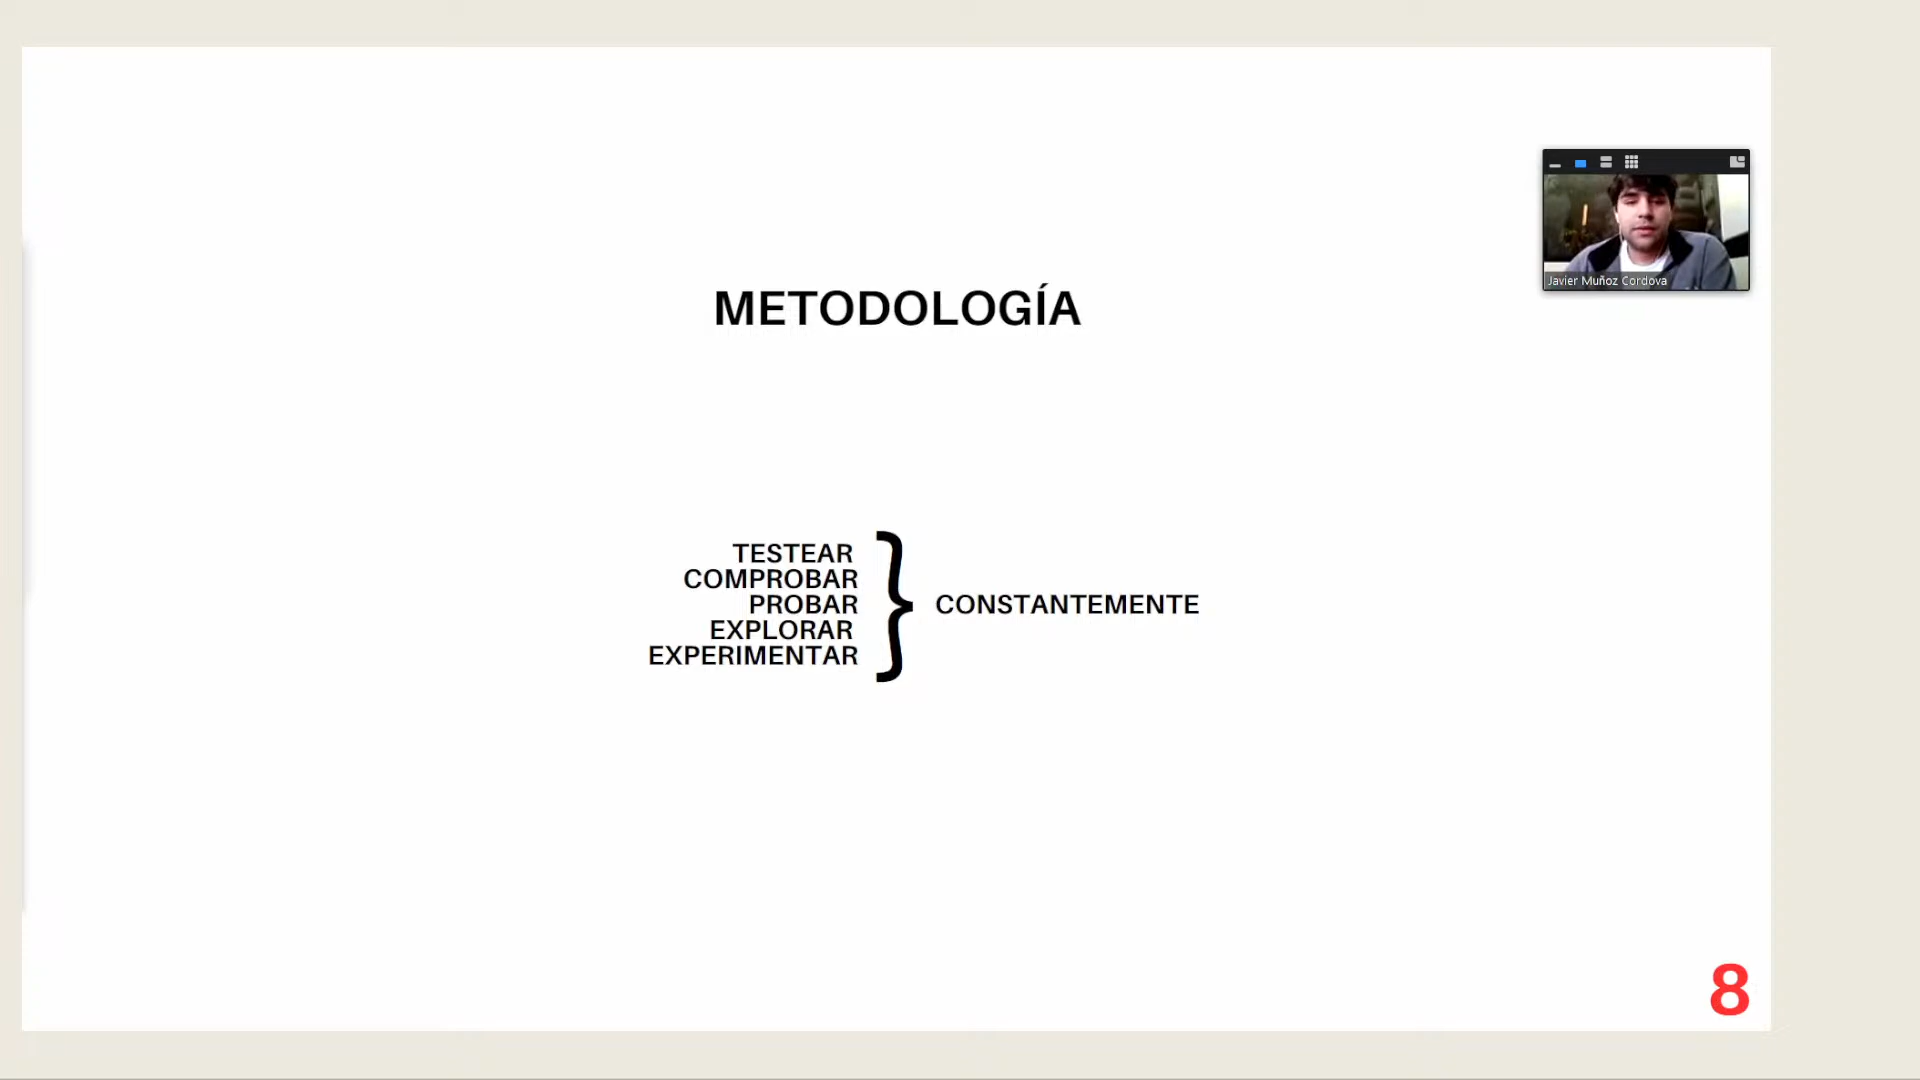 Javier Muñoz Cordova
METODOLOGÍA
TESTEAR
COMPROBAR
PROBAR
EXPLORAR
EXPERIMENTAR
} CONSTANTEMENTE
8